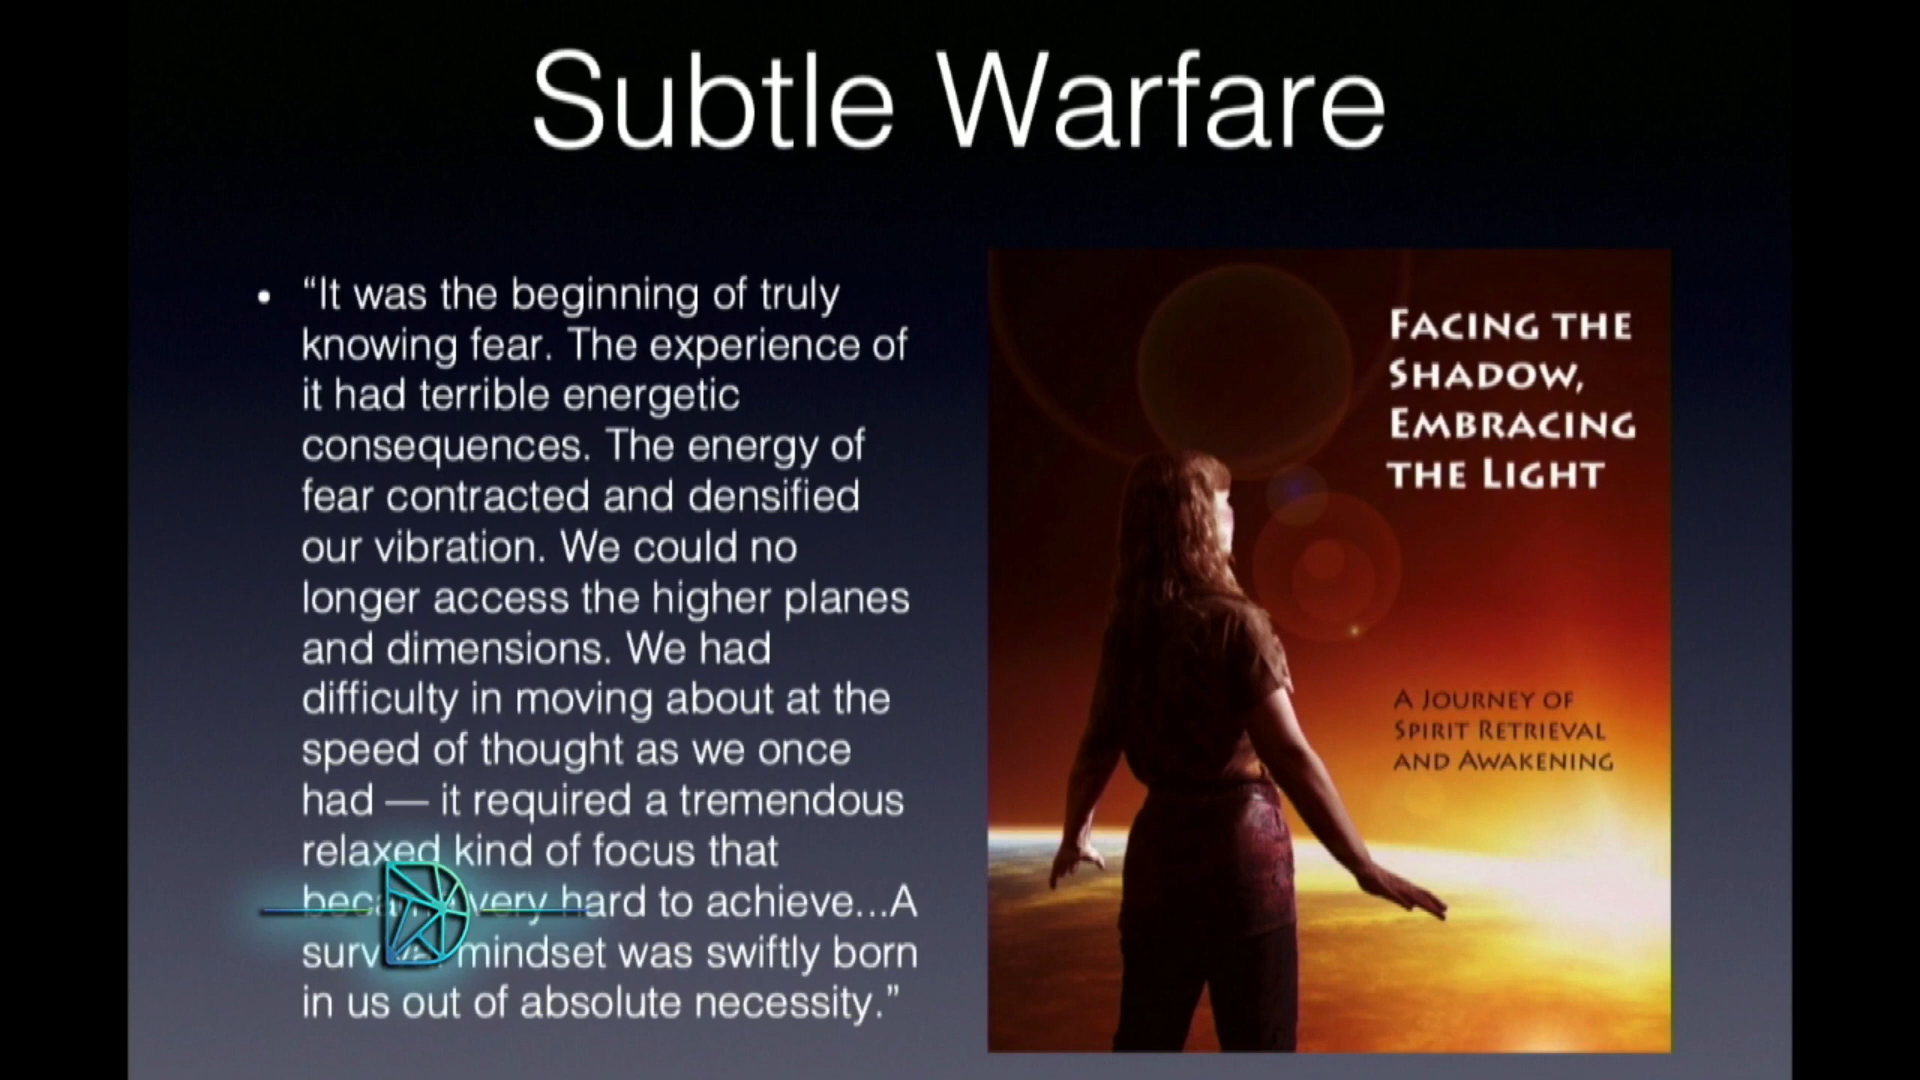 Subtle Warfare
• “It was the beginning of truly
knowing fear. The experience of
it had terrible energetic
consequences. The energy of
fear contracted and densified
our vibration. We could no
longer access the higher planes
and dimensions. We had
difficulty in moving about at the
speed of thought as we once
had — it required a tremendous
relaxed kind of focus that
very hard to achieve...A
mindset was swiftly born
in us out of absolute necessity.”
FACING THE
SHADOW,
EMBRACING
THE LIGHT
A JOURNEY OF
SPIRIT RETRIEVAL
AND AWAKENING